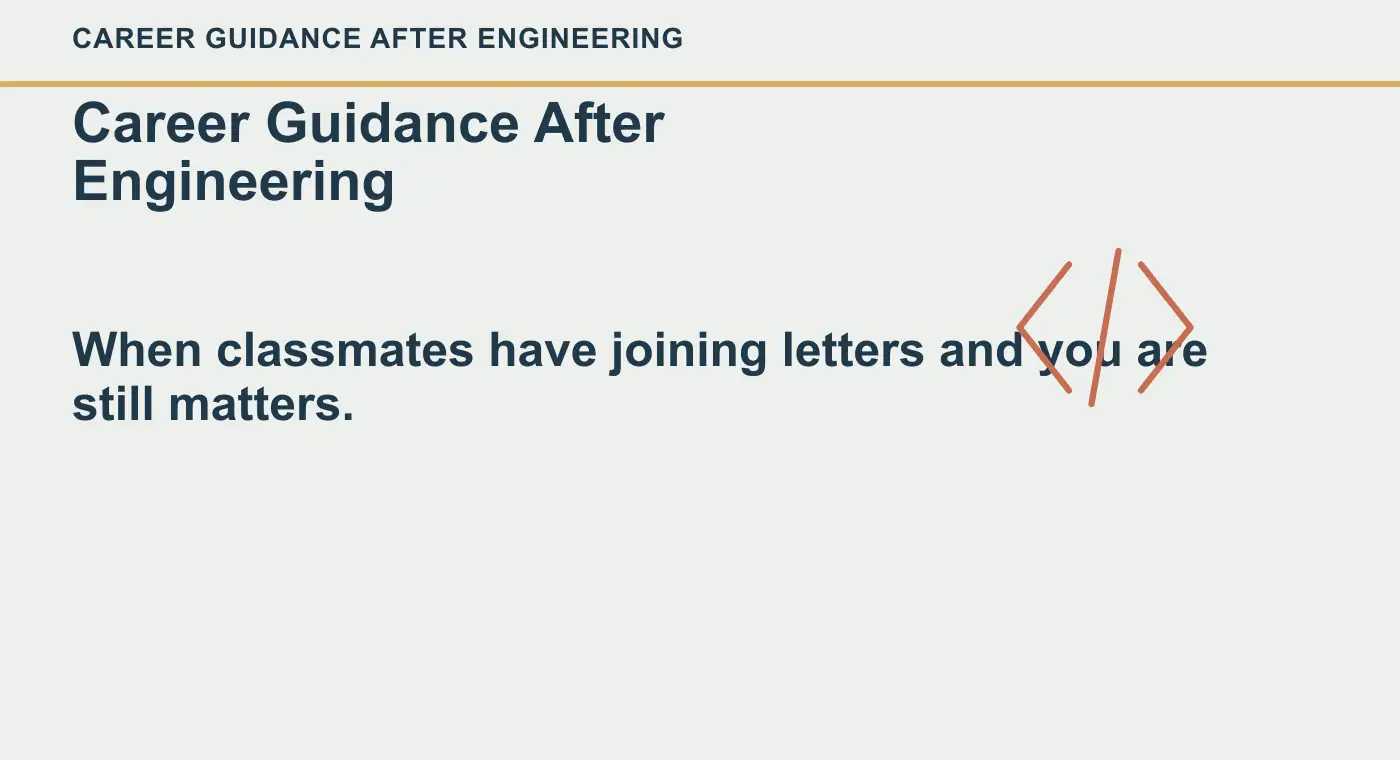 CAREER GUIDANCE AFTER ENGINEERING
Career Guidance After
Engineering
When classmates have joining letters and you are
still matters.